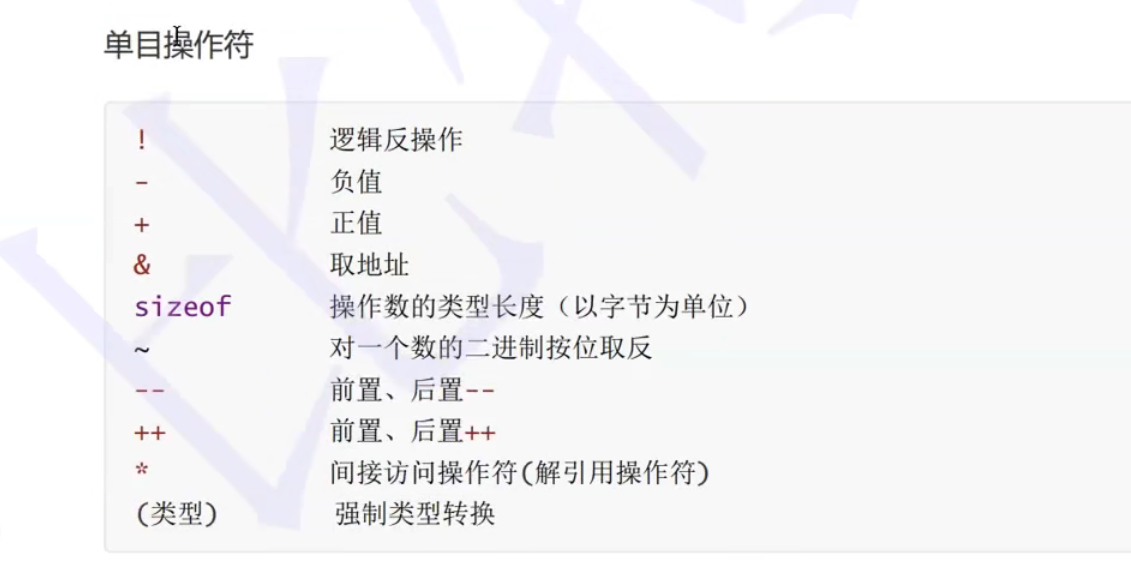 单目操作符
! 逻辑反操作
- 负值
+ 正值
& 取地址
sizeof 操作数的类型长度（以字节为单位）
~ 对一个数的二进制按位取反
-- 前置、后置--
++ 前置、后置++
* 间接访问操作符(解引用操作符)
(类型) 强制类型转换